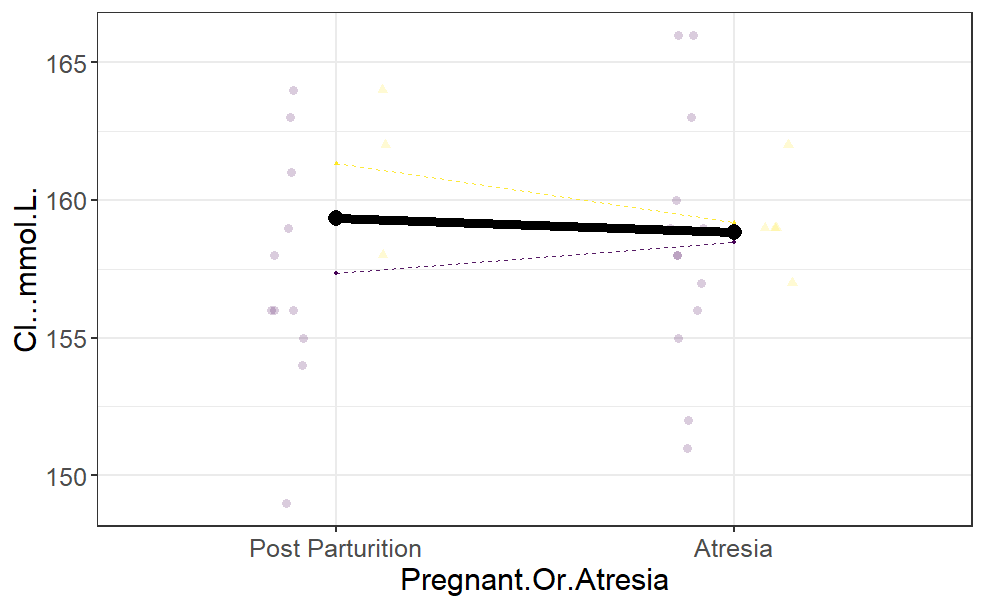 Cl...mmol.L.
165
160
155
150
Post Parturition
Atresia
Pregnant.Or.Atresia